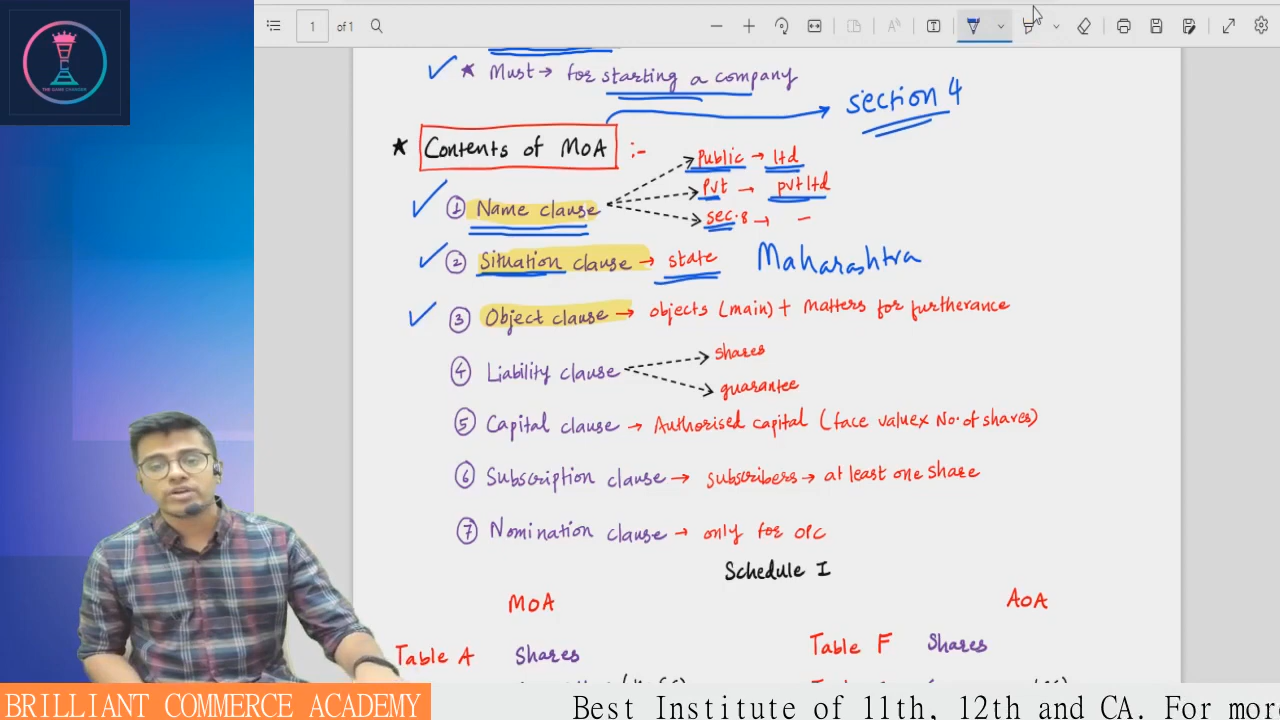 THE GAME CHANGER
1 of 1
★ Must → for starting a company
section 4
★ Contents of MoA :-
Public → ltd
① Name clause
Pvt → pvt ltd
sec.8 → -
② Situation clause → state Maharashtra
③ Object clause → objects (main) + Matters for furtherance
④ Liability clause
shares
guarantee
⑤ Capital clause → Authorised capital (face value x No. of shares)
⑥ Subscription clause → subscribers → at least one share
⑦ Nomination clause → only for OPC
Schedule I
MoA AoA
Table A Shares Table F Shares
BRILLIANT COMMERCE ACADEMY Best Institute of 11th, 12th and CA. For more